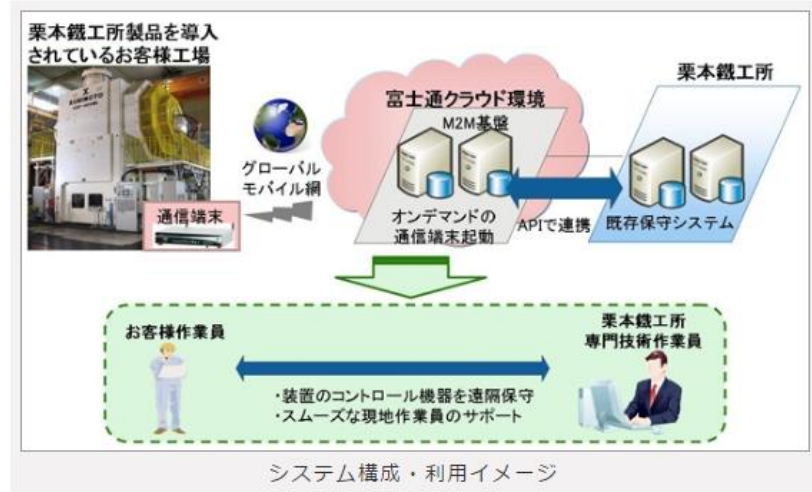 栗本鐵工所製品を導入
されているお客様工場
KURIMOTO
通信端末
グローバル
モバイル網
富士通クラウド環境
M2M基盤
オンデマンドの
通信端末起動
APIで連携
栗本鐵工所
既存保守システム
お客様作業員
栗本鐵工所
専門技術作業員
・装置のコントロール機器を遠隔保守
・スムーズな現地作業員のサポート
システム構成・利用イメージ